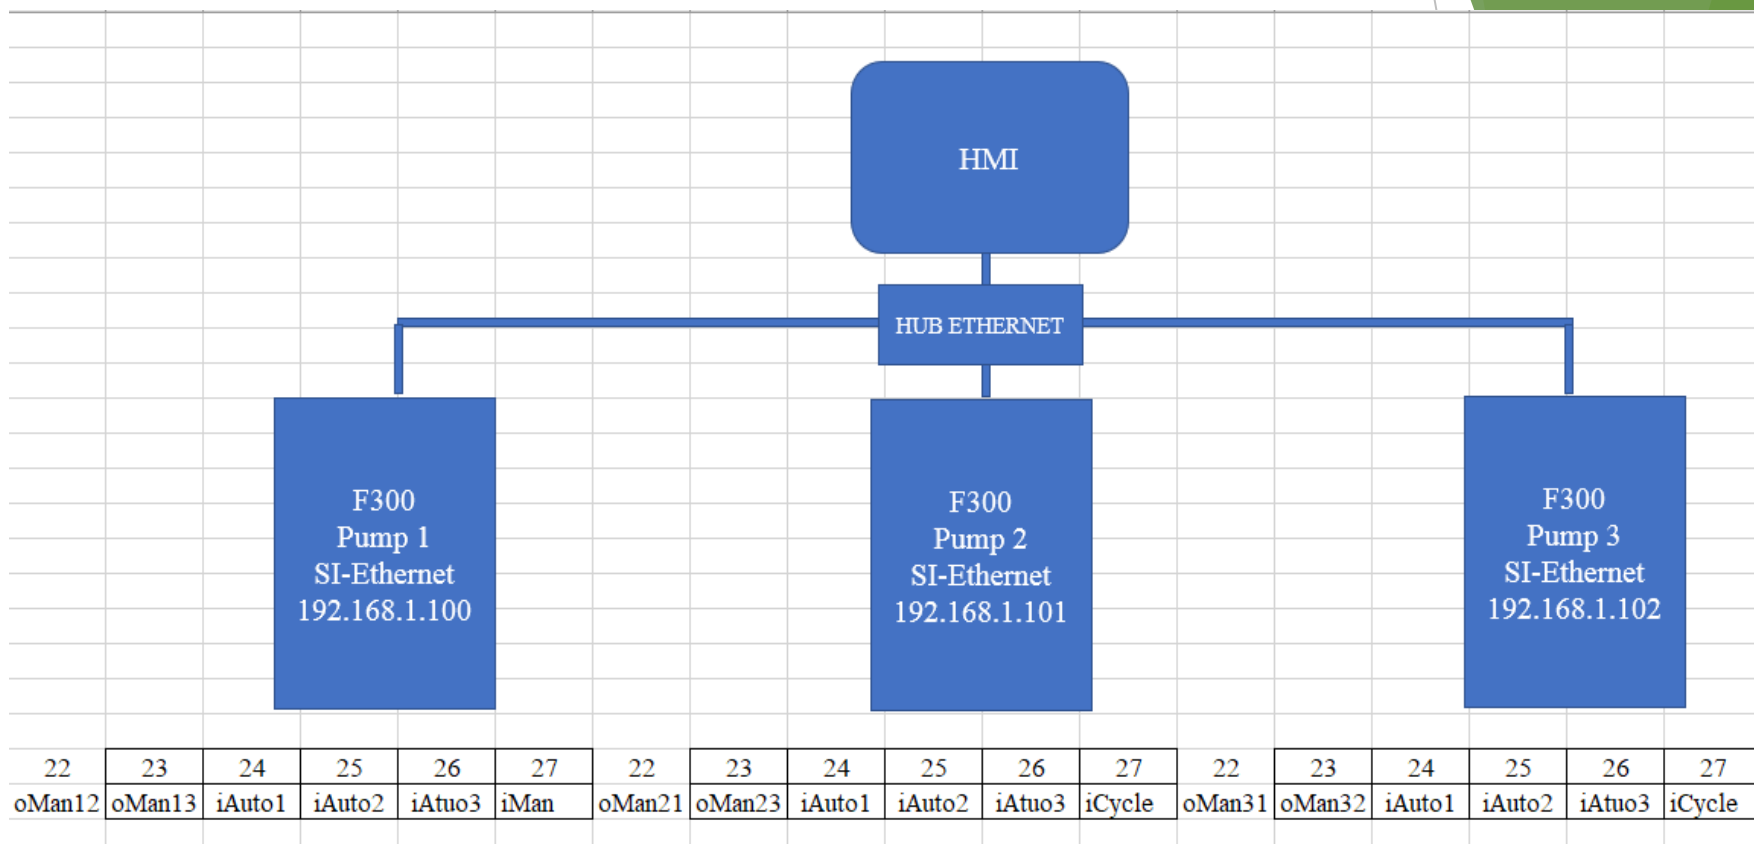 HMI
HUB ETHERNET
F300
Pump 1
SI-Ethernet
192.168.1.100
F300
Pump 2
SI-Ethernet
192.168.1.101
F300
Pump 3
SI-Ethernet
192.168.1.102
22 23 24 25 26 27 22 23 24 25 26 27 22 23 24 25 26 27
oMan12 oMan13 iAuto1 iAuto2 iAtuo3 iMan oMan21 oMan23 iAuto1 iAuto2 iAtuo3 iCycle oMan31 oMan32 iAuto1 iAuto2 iAtuo3 iCycle